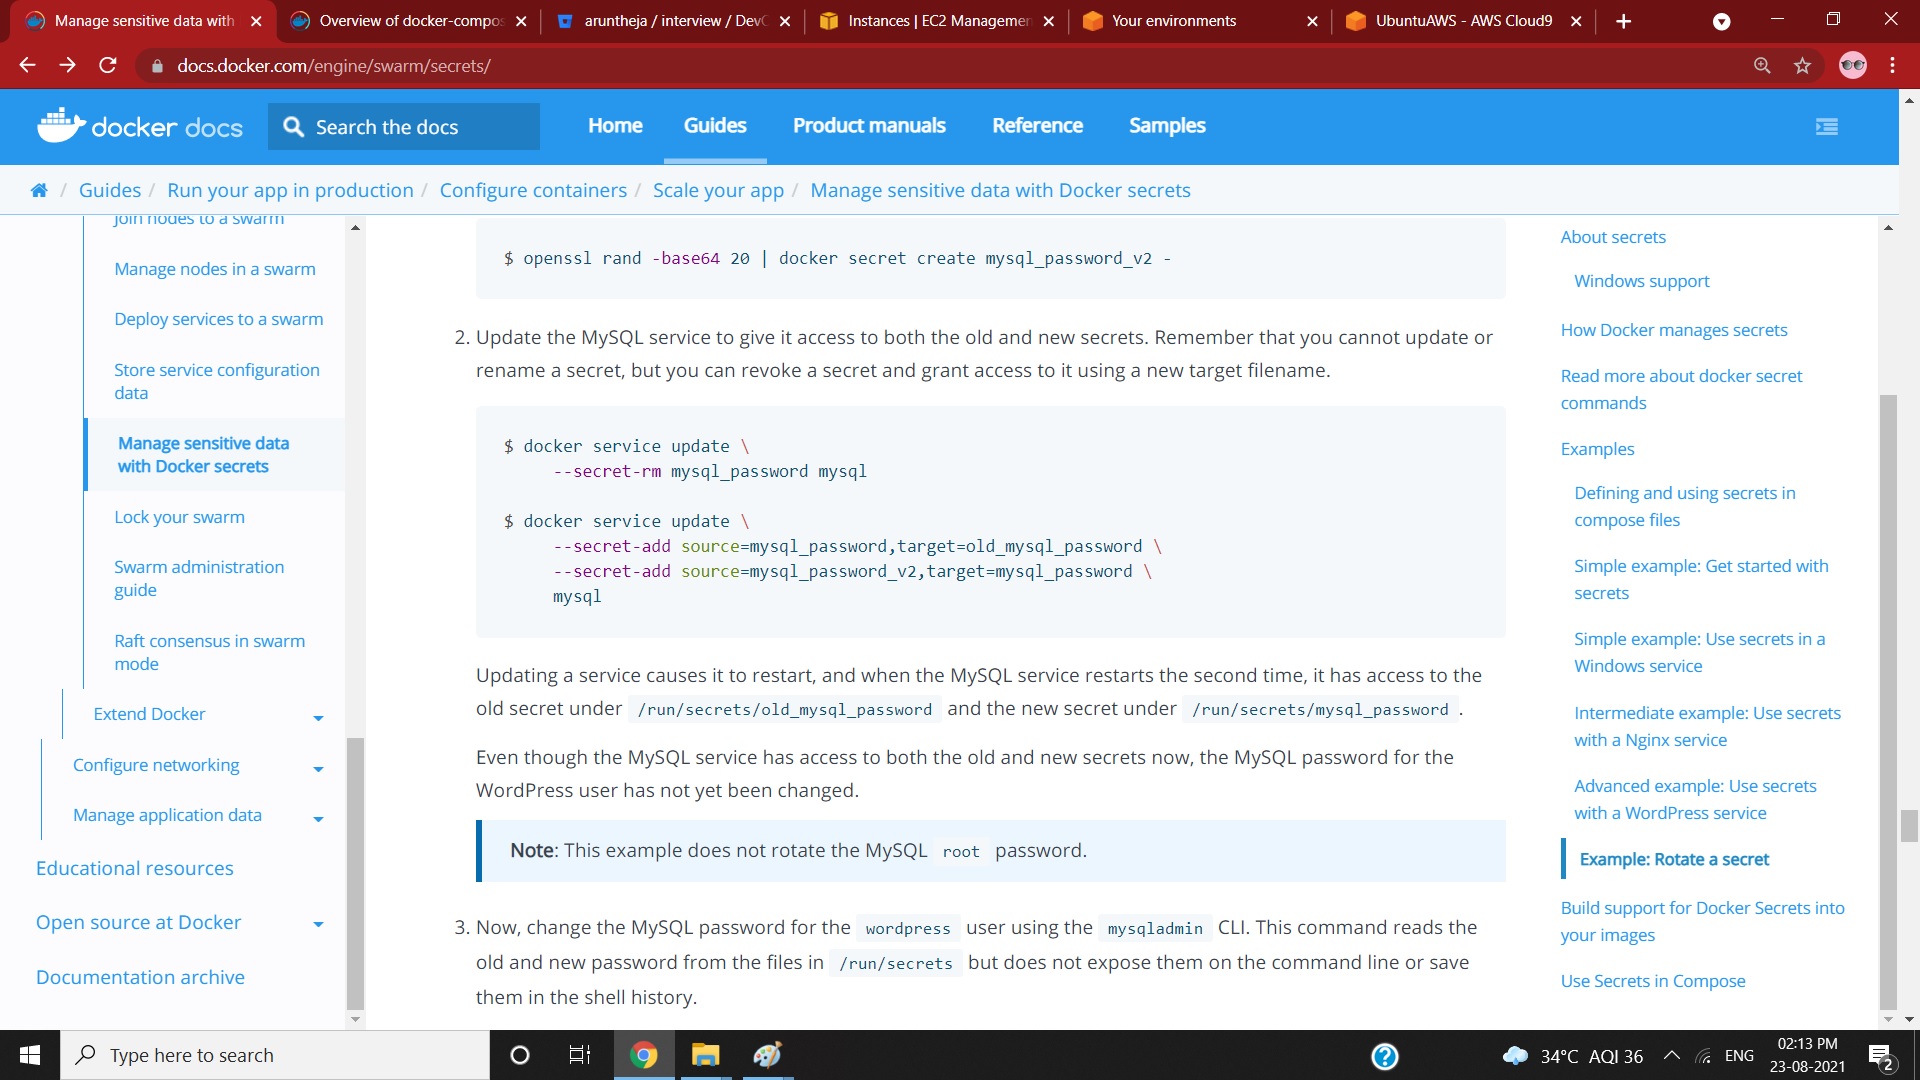 Manage sensitive data with
Overview of docker-compos
aruntheja / interview / DevO
Instances | EC2 Managemen
Your environments
UbuntuAWS - AWS Cloud9
docs.docker.com/engine/swarm/secrets/
docker docs
Search the docs
Home
Guides
Product manuals
Reference
Samples
/ Guides / Run your app in production / Configure containers / Scale your app / Manage sensitive data with Docker secrets
Join nodes to a swarm
Manage nodes in a swarm
Deploy services to a swarm
Store service configuration
data
Manage sensitive data
with Docker secrets
Lock your swarm
Swarm administration
guide
Raft consensus in swarm
mode
Extend Docker
Configure networking
Manage application data
Educational resources
Open source at Docker
Documentation archive
$ openssl rand -base64 20 | docker secret create mysql_password_v2 -
2. Update the MySQL service to give it access to both the old and new secrets. Remember that you cannot update or
rename a secret, but you can revoke a secret and grant access to it using a new target filename.
$ docker service update \
--secret-rm mysql_password mysql
$ docker service update \
--secret-add source=mysql_password,target=old_mysql_password \
--secret-add source=mysql_password_v2,target=mysql_password \
mysql
Updating a service causes it to restart, and when the MySQL service restarts the second time, it has access to the
old secret under /run/secrets/old_mysql_password and the new secret under /run/secrets/mysql_password .
Even though the MySQL service has access to both the old and new secrets now, the MySQL password for the
WordPress user has not yet been changed.
Note: This example does not rotate the MySQL root password.
3. Now, change the MySQL password for the wordpress user using the mysqladmin CLI. This command reads the
old and new password from the files in /run/secrets but does not expose them on the command line or save
them in the shell history.
About secrets
Windows support
How Docker manages secrets
Read more about docker secret
commands
Examples
Defining and using secrets in
compose files
Simple example: Get started with
secrets
Simple example: Use secrets in a
Windows service
Intermediate example: Use secrets
with a Nginx service
Advanced example: Use secrets
with a WordPress service
Example: Rotate a secret
Build support for Docker Secrets into
your images
Use Secrets in Compose
Type here to search
34°C AQI 36
ENG
02:13 PM
23-08-2021
2